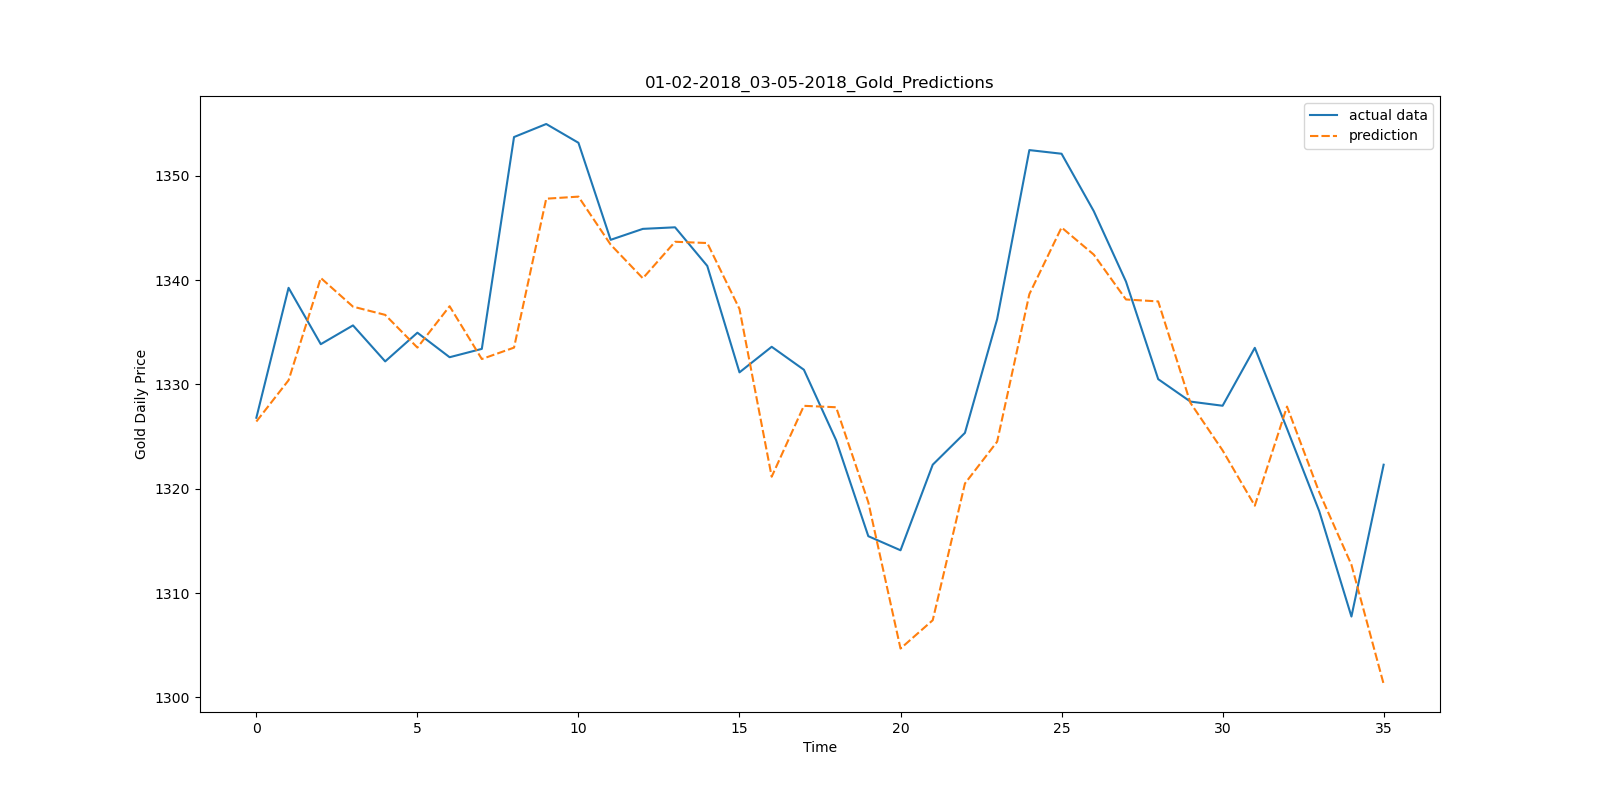 01-02-2018_03-05-2018_Gold_Predictions
actual data
prediction
Gold Daily Price
1350
1340
1330
1320
1310
1300
0 5 10 15 20 25 30 35
Time